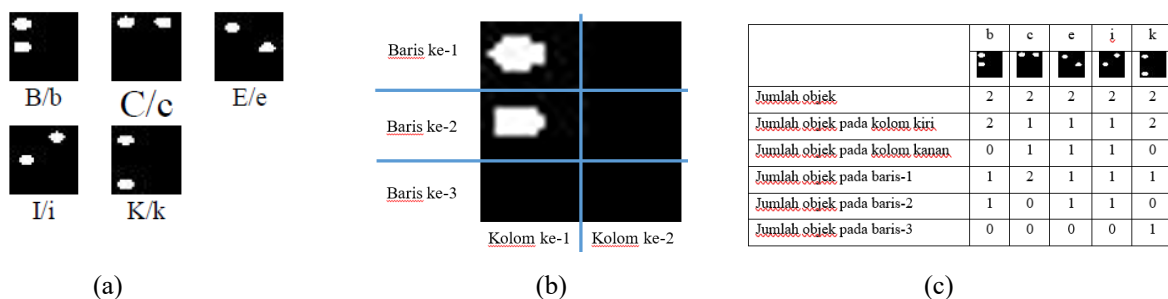 B/b
C/c
E/e
I/i
K/k
(a)
Baris ke-1
Baris ke-2
Baris ke-3
Kolom ke-1 Kolom ke-2
(b)
b c e i k
Jumlah objek 2 2 2 2 2
Jumlah objek pada kolom kiri 2 1 1 1 2
Jumlah objek pada kolom kanan 0 1 1 1 0
Jumlah objek pada baris-1 1 2 1 1 1
Jumlah objek pada baris-2 1 0 1 1 0
Jumlah objek pada baris-3 0 0 0 0 1
(c)